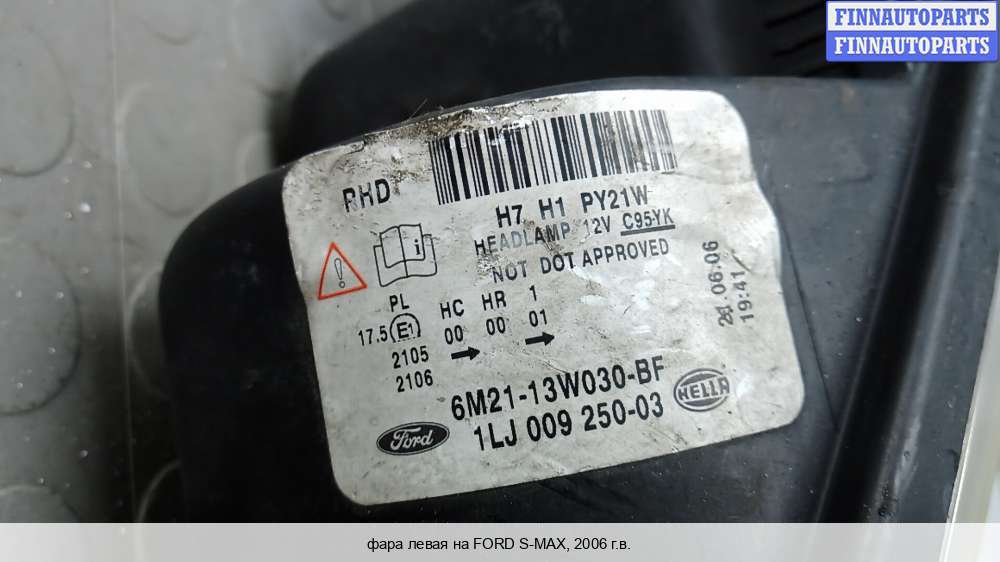 FINNAUTOPARTS
FINNAUTOPARTS
RHD
H7 H1 PY21W
HEADLAMP 12V C95-YK
NOT DOT APPROVED
PL HC HR 1
17.5 E1 00 00 01
2105
2106
.06.06
19:41
6M21-13W030-BF
1LJ 009 250-03
Ford
HELLA
фара левая на FORD S-MAX, 2006 г.в.